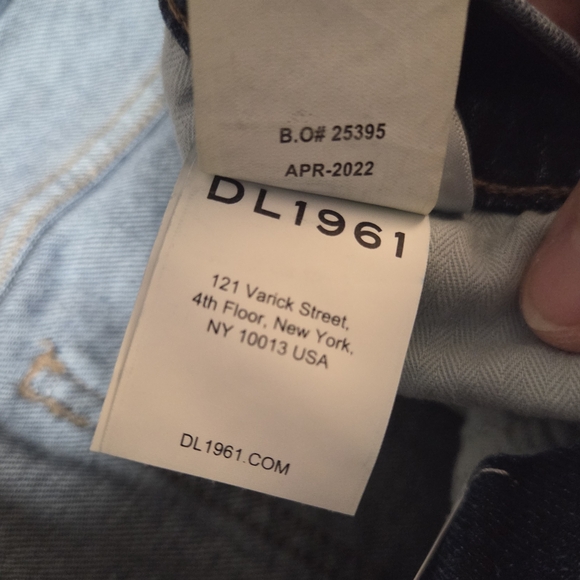 B.O# 25395
APR-2022
DL1961
121 Varick Street,
4th Floor, New York,
NY 10013 USA
DL1961.COM